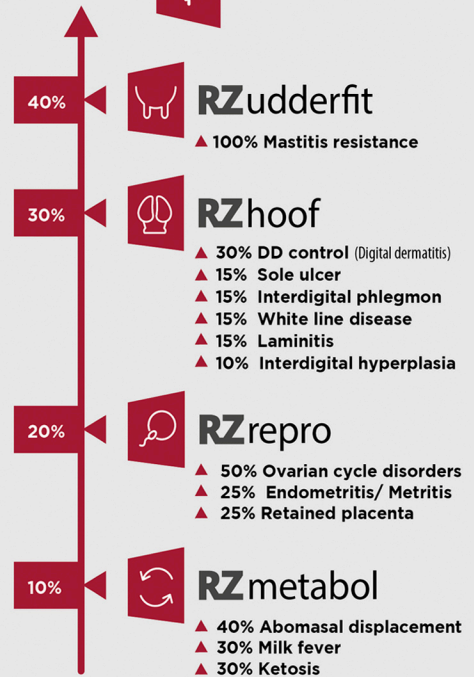 40%
RZudderfit
100% Mastitis resistance
30%
RZhoof
30% DD control (Digital dermatitis)
15% Sole ulcer
15% Interdigital phlegmon
15% White line disease
15% Laminitis
10% Interdigital hyperplasia
20%
RZrepro
50% Ovarian cycle disorders
25% Endometritis/ Metritis
25% Retained placenta
10%
RZmetabol
40% Abomasal displacement
30% Milk fever
30% Ketosis